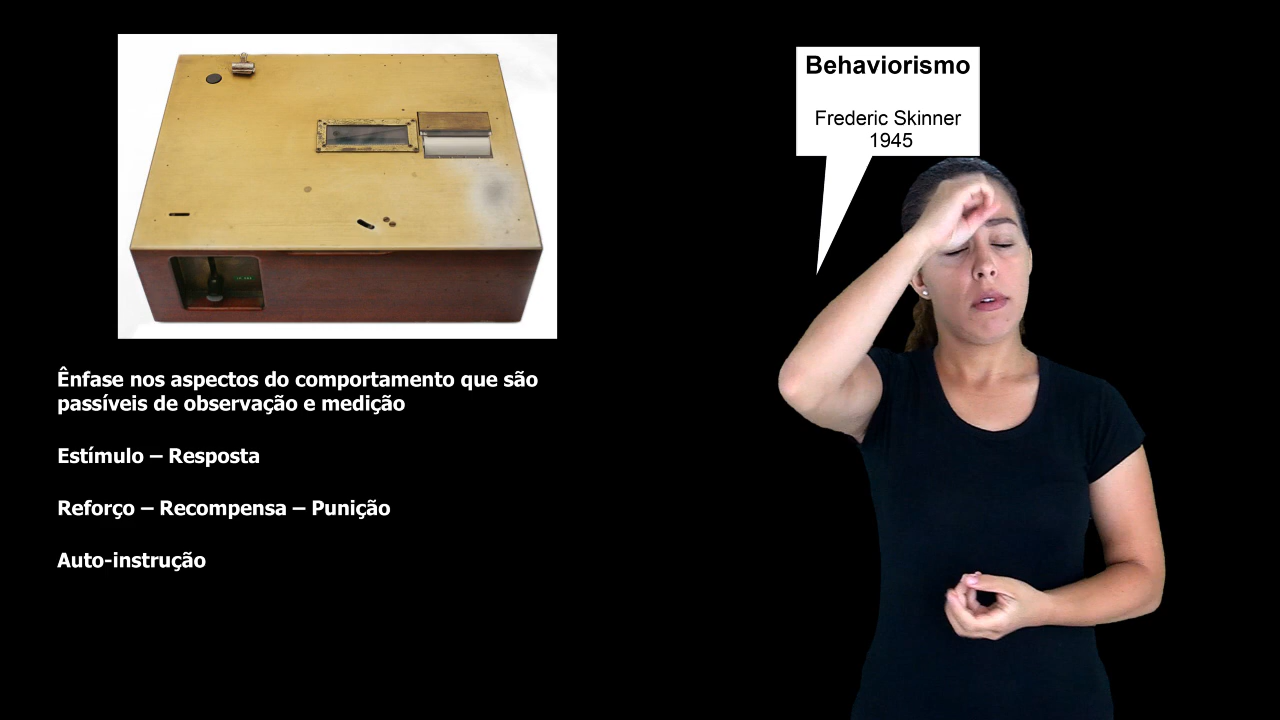 Behaviorismo
Frederic Skinner
1945
Ênfase nos aspectos do comportamento que são
passíveis de observação e medição
Estímulo – Resposta
Reforço – Recompensa – Punição
Auto-instrução